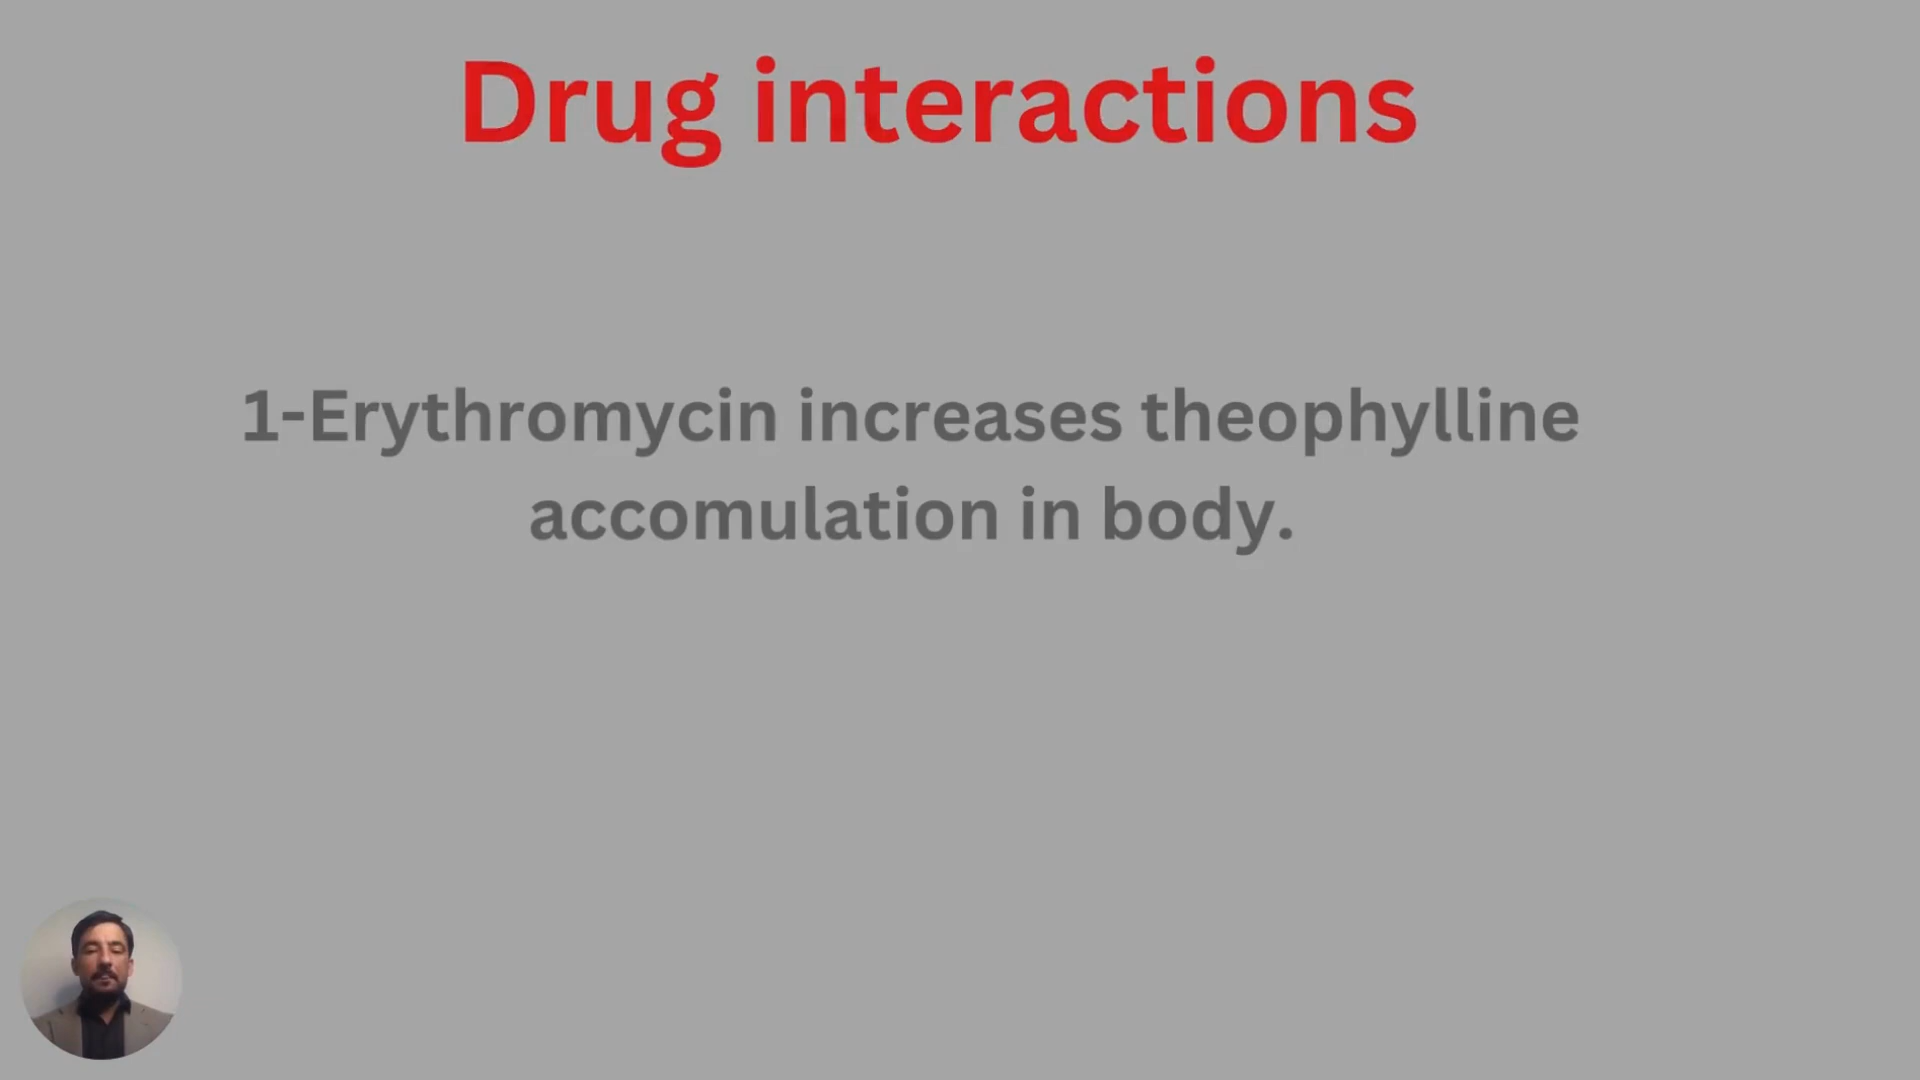 Drug interactions
1-Erythromycin increases theophylline
accomulation in body.